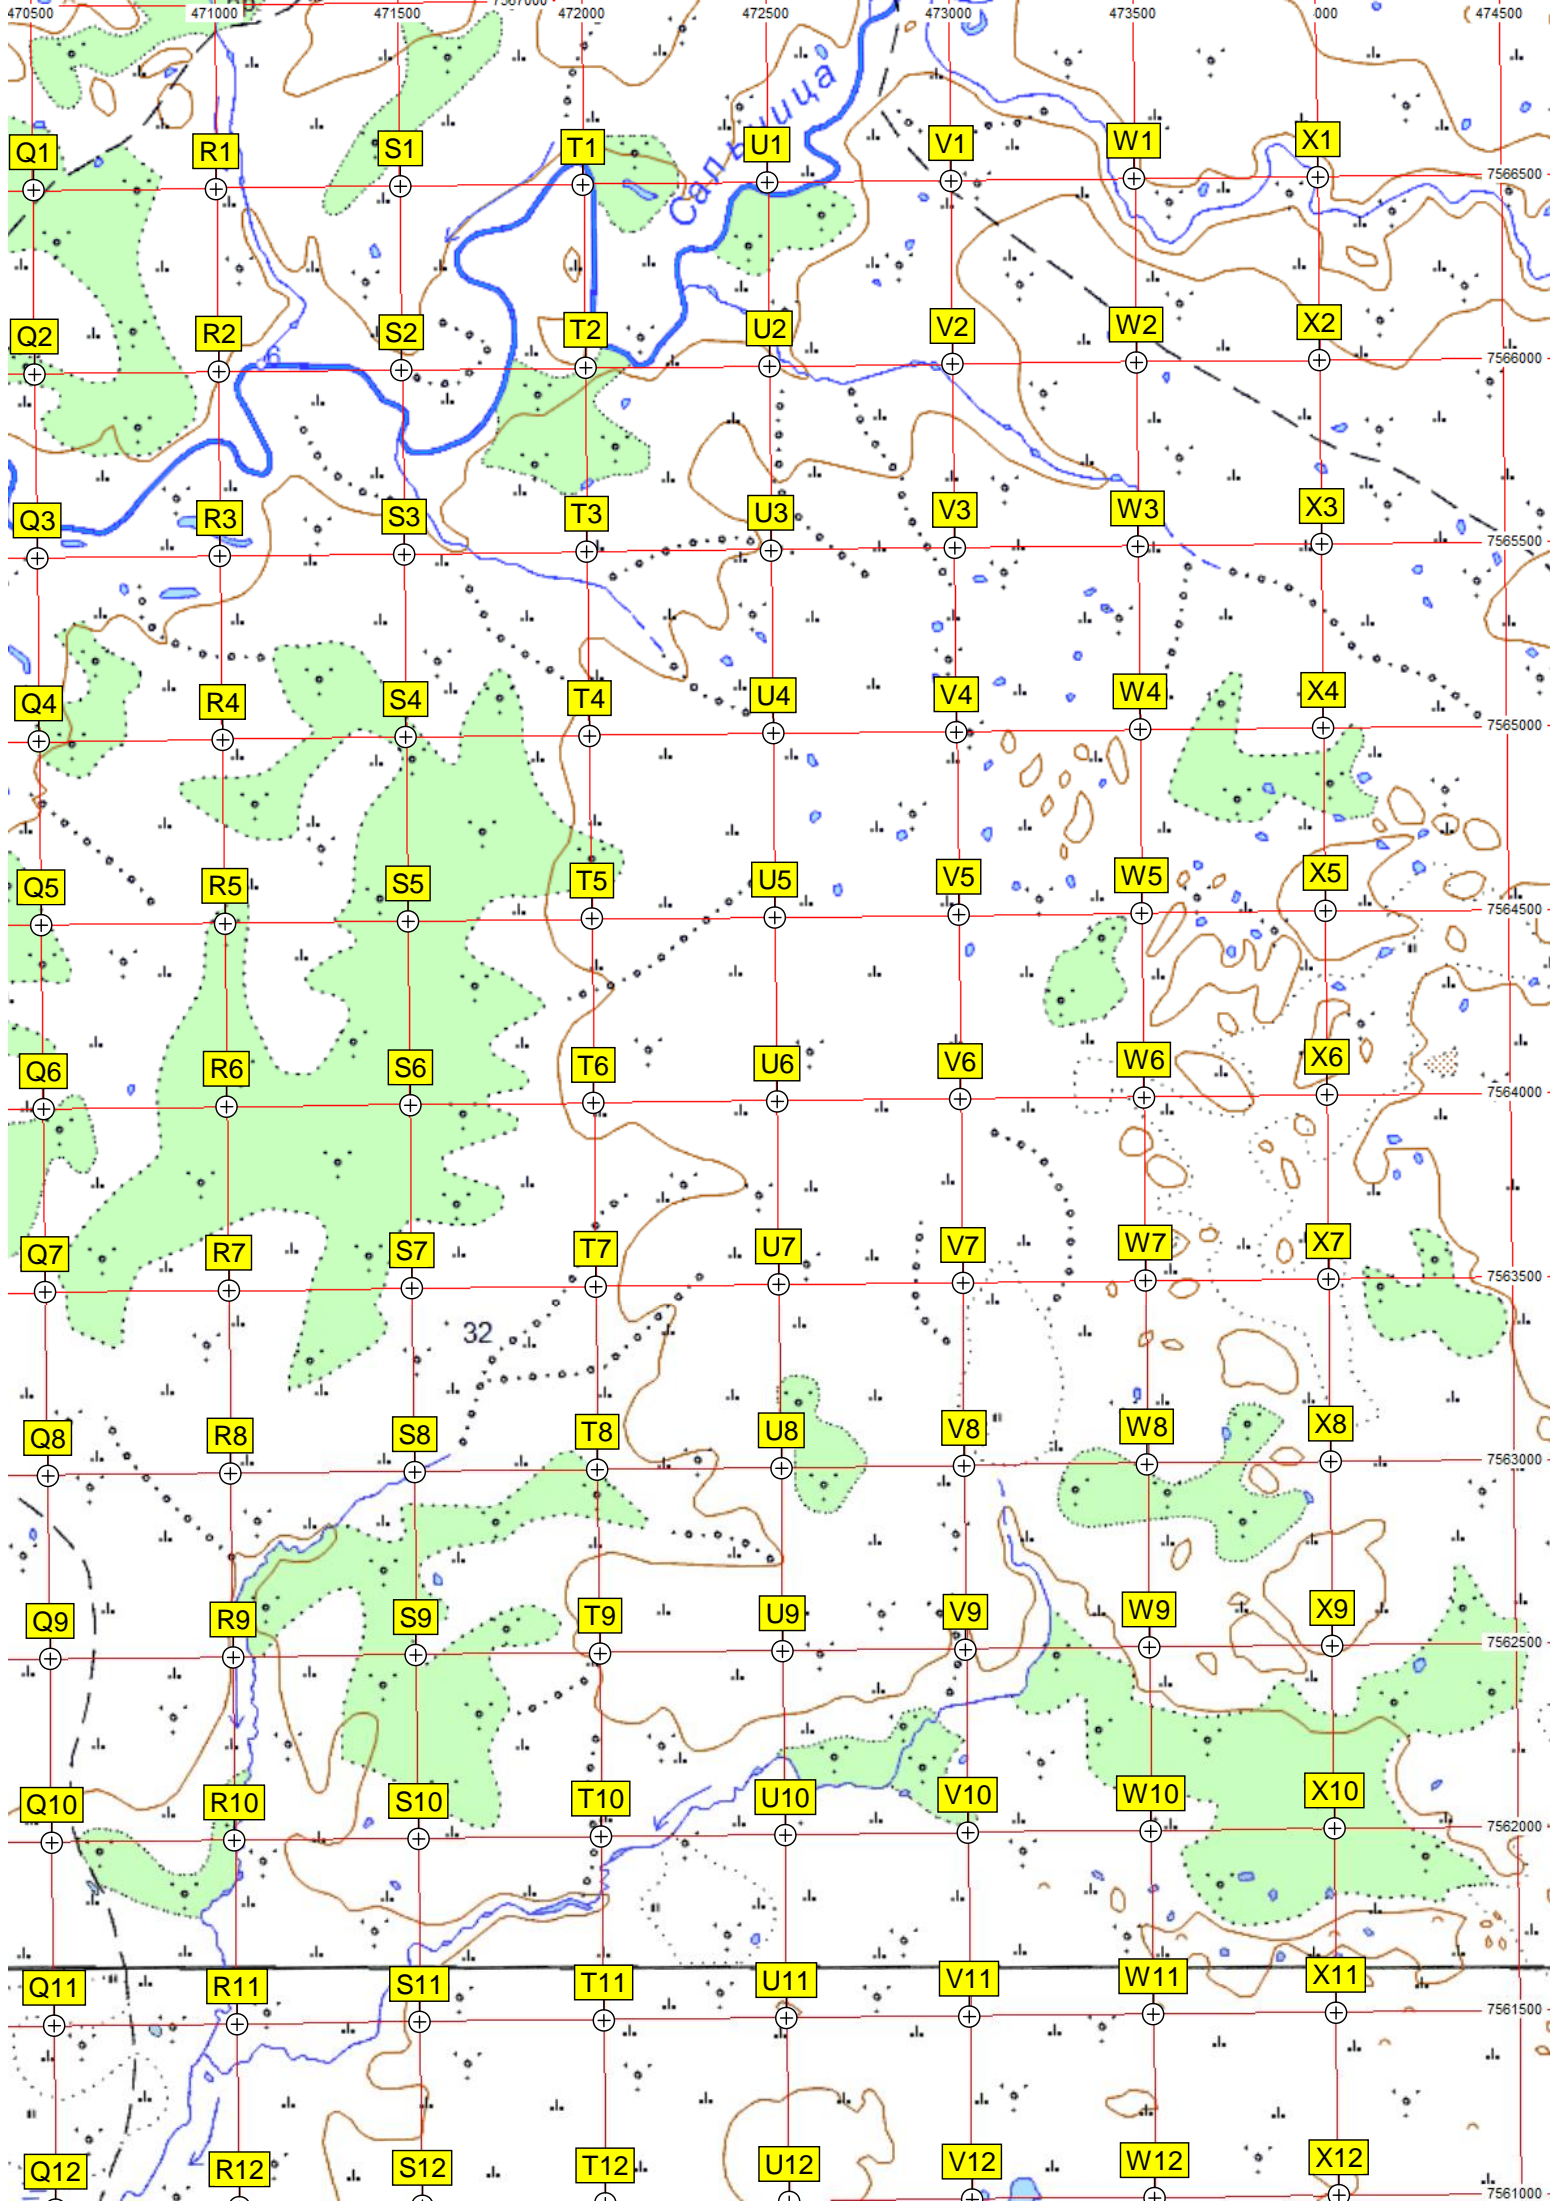 7567000
470500 471000 471500 472000 472500 473000 473500 000 474500
Сальница
Q1 R1 S1 T1 U1 V1 W1 X1
7566500
Q2 R2 S2 T2 U2 V2 W2 X2
7566000
Q3 R3 S3 T3 U3 V3 W3 X3
7565500
Q4 R4 S4 T4 U4 V4 W4 X4
7565000
Q5 R5 S5 T5 U5 V5 W5 X5
7564500
Q6 R6 S6 T6 U6 V6 W6 X6
7564000
Q7 R7 S7 T7 U7 V7 W7 X7
7563500
32
Q8 R8 S8 T8 U8 V8 W8 X8
7563000
Q9 R9 S9 T9 U9 V9 W9 X9
7562500
Q10 R10 S10 T10 U10 V10 W10 X10
7562000
Q11 R11 S11 T11 U11 V11 W11 X11
7561500
Q12 R12 S12 T12 U12 V12 W12 X12
7561000